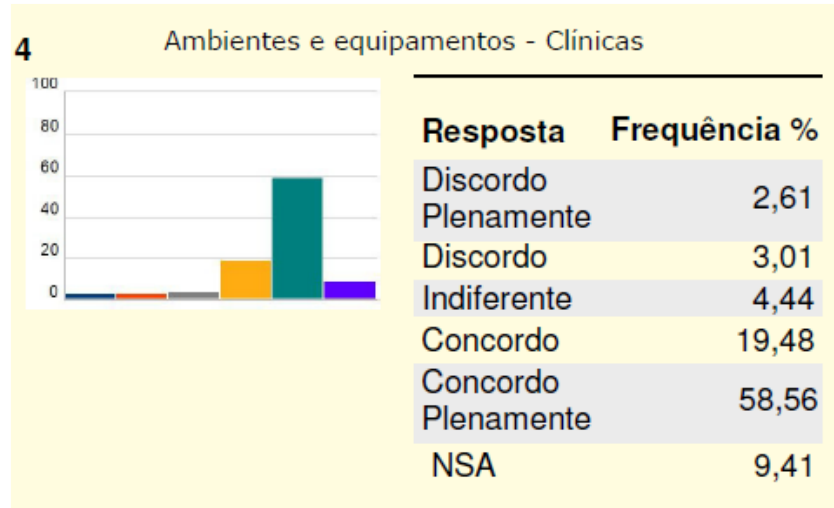 4 Ambientes e equipamentos - Clínicas
100
80
60
40
20
0
Resposta Frequência %
Discordo
Plenamente 2,61
Discordo 3,01
Indiferente 4,44
Concordo 19,48
Concordo
Plenamente 58,56
NSA 9,41